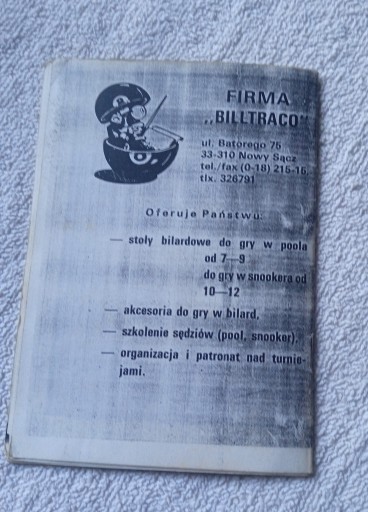 FIRMA
„BILLTRACO"
ul. Batorego 75
33-310 Nowy Sącz
tel./fax (0-18) 215-16
tlx. 326791
Oferuje Państwu:
— stoły bilardowe do gry w poola
od 7—9
do gry w snookera od
10—12
— akcesoria do gry w bilard,
— szkolenie sędziów (pool, snooker),
— organizacja i patronat nad turnie-
jami.